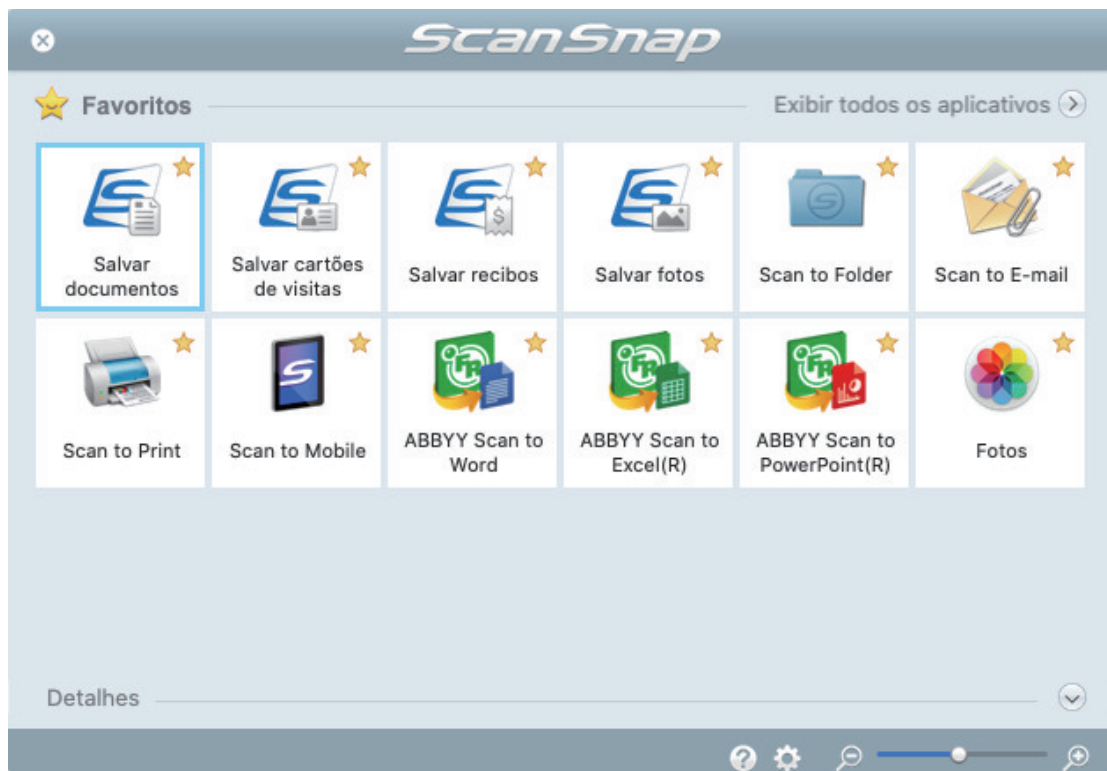 ScanSnap
Favoritos
Exibir todos os aplicativos
Salvar
documentos
Salvar cartões
de visitas
Salvar recibos
Salvar fotos
Scan to Folder
Scan to E-mail
Scan to Print
Scan to Mobile
ABBYY Scan to
Word
ABBYY Scan to
Excel(R)
ABBYY Scan to
PowerPoint(R)
Fotos
Detalhes